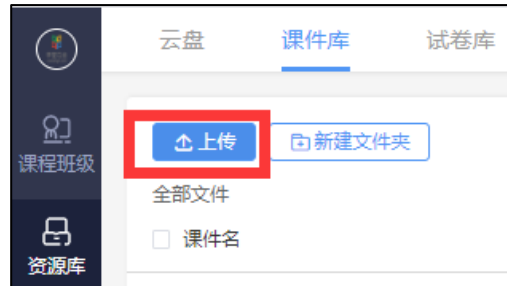 云盘 课件库 试卷库
课程班级
上传 新建文件夹
全部文件
课件名
资源库